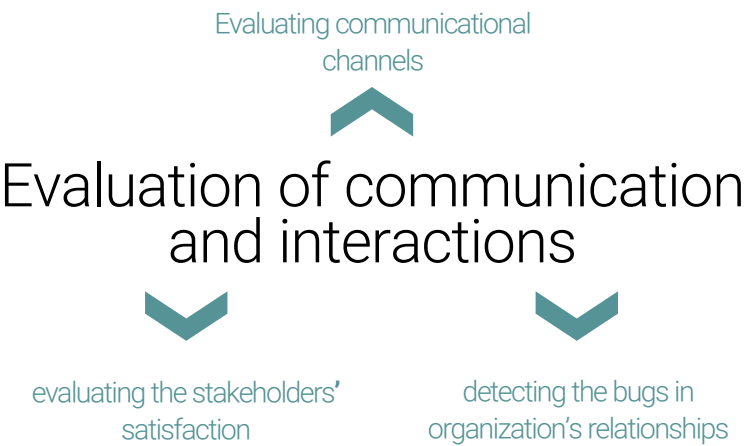 Evaluating communicational
channels
Evaluation of communication
and interactions
evaluating the stakeholders'
satisfaction
detecting the bugs in
organization's relationships